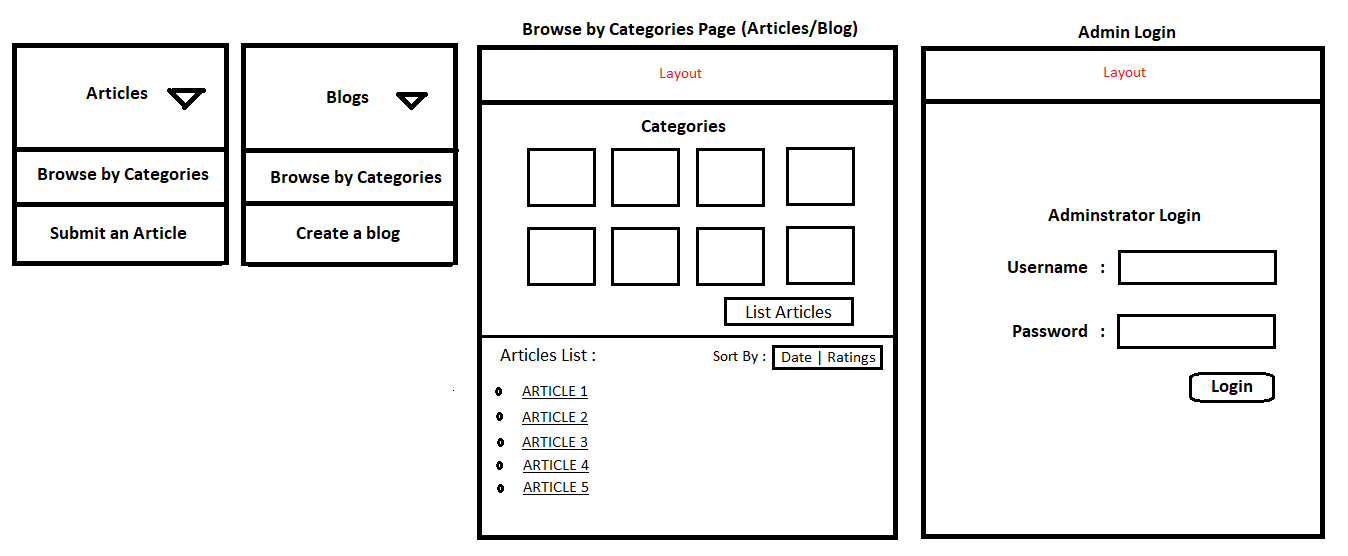 Articles
Browse by Categories
Submit an Article
Blogs
Browse by Categories
Create a blog
Browse by Categories Page (Articles/Blog)
Layout
Categories
List Articles
Articles List :
Sort By : Date | Ratings
ARTICLE 1
ARTICLE 2
ARTICLE 3
ARTICLE 4
ARTICLE 5
Admin Login
Layout
Adminstrator Login
Username :
Password :
Login